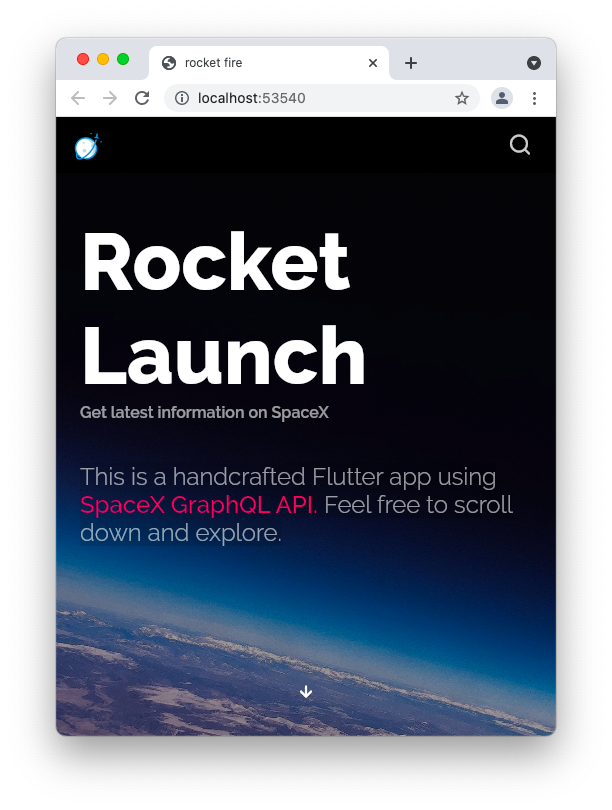 rocket fire
localhost:53540
Rocket
Launch
Get latest information on SpaceX
This is a handcrafted Flutter app using
SpaceX GraphQL API. Feel free to scroll
down and explore.